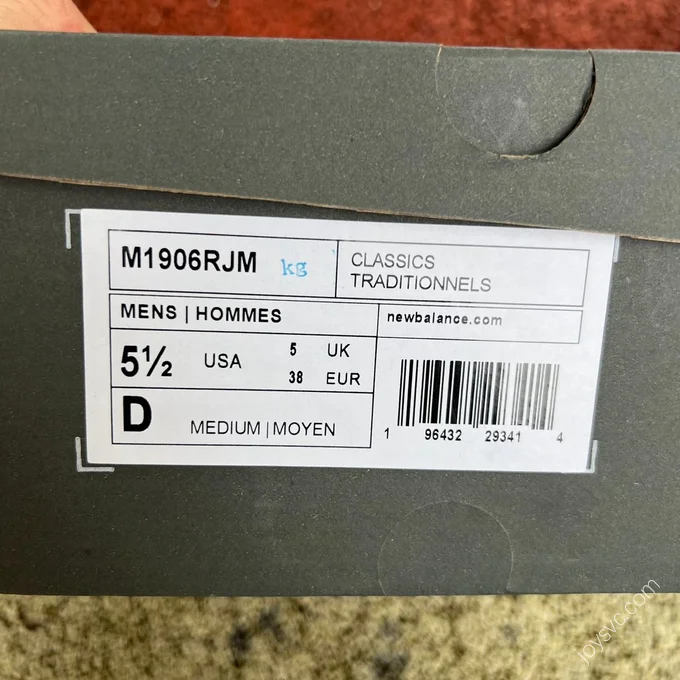 M1906RJM kg
CLASSICS
TRADITIONNELS
MENS | HOMMES
newbalance.com
5½ USA 5 UK
38 EUR
D MEDIUM | MOYEN
1 96432 29341 4
joysvc.com